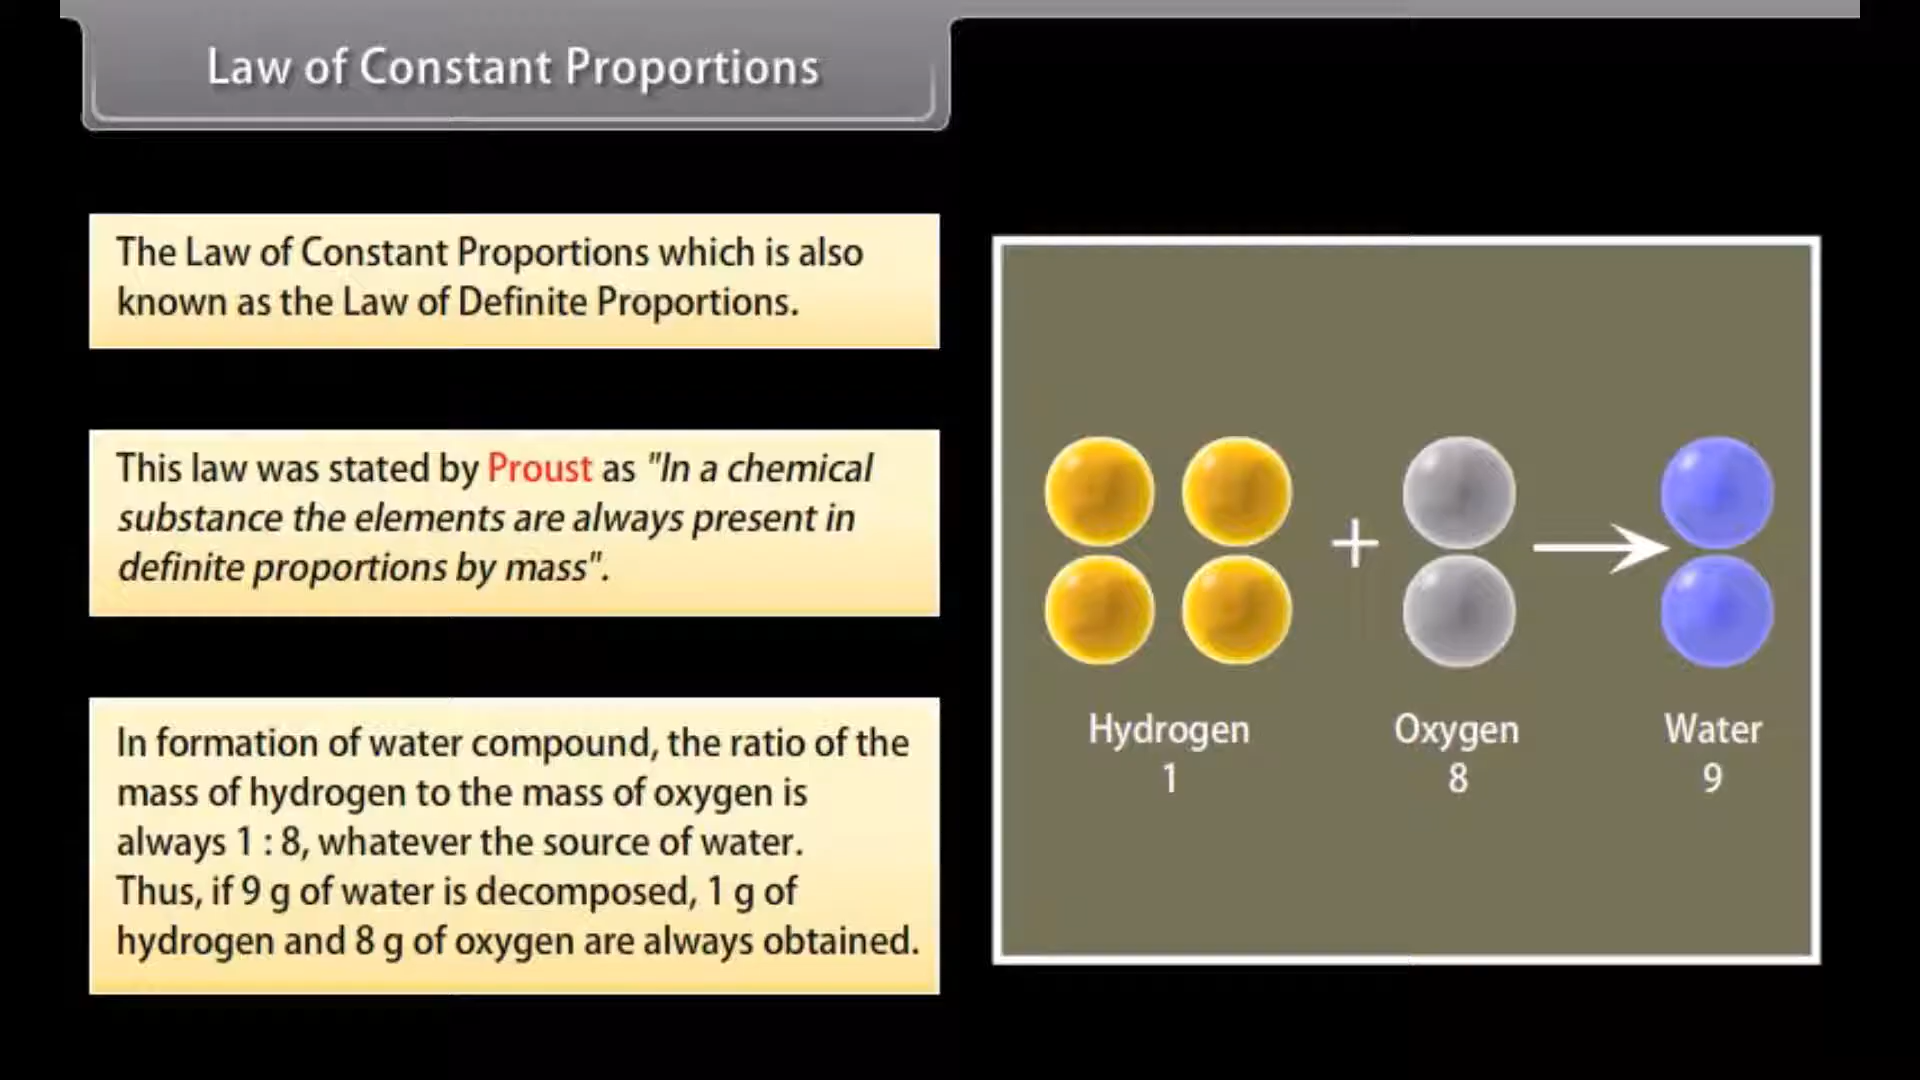 Law of Constant Proportions
The Law of Constant Proportions which is also
known as the Law of Definite Proportions.
This law was stated by Proust as "In a chemical
substance the elements are always present in
definite proportions by mass".
In formation of water compound, the ratio of the
mass of hydrogen to the mass of oxygen is
always 1 : 8, whatever the source of water.
Thus, if 9 g of water is decomposed, 1 g of
hydrogen and 8 g of oxygen are always obtained.
+
Hydrogen Oxygen Water
1 8 9